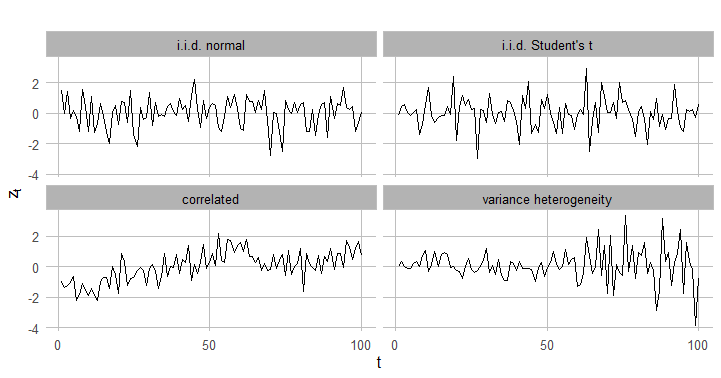 i.i.d. normal
i.i.d. Student's t
2
0
-2
-4
correlated
variance heterogeneity
2
0
-2
-4
0
50
100
0
50
100
zt
t